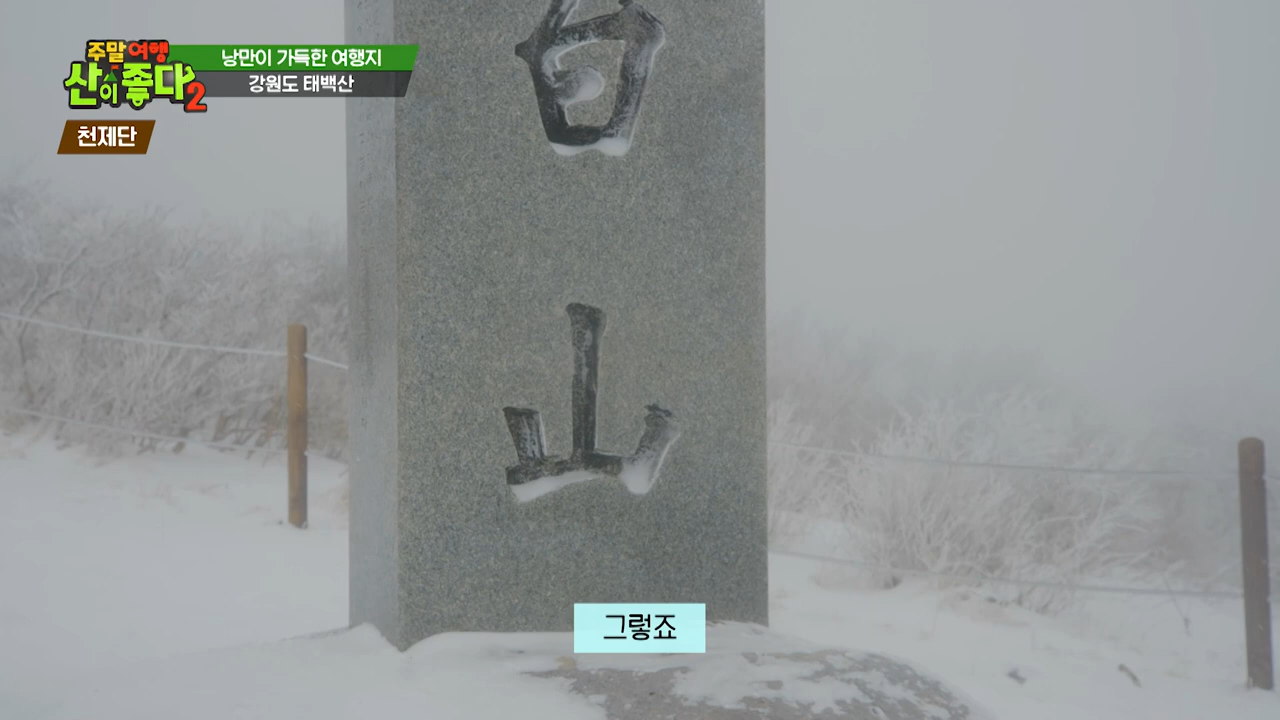 주말여행
산이좋다2
낭만이 가득한 여행지
강원도 태백산
천제단
白
山
그렇죠